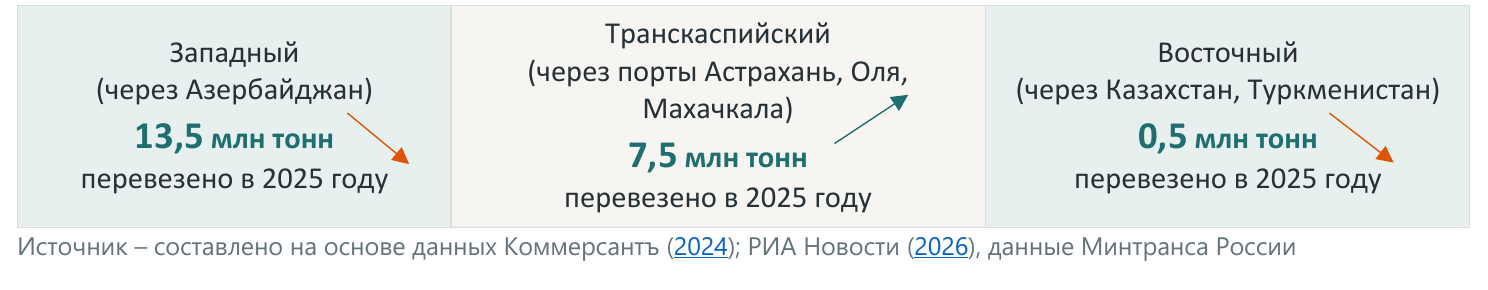 Западный
(через Азербайджан)
13,5 млн тонн
перевезено в 2025 году
Транскаспийский
(через порты Астрахань, Оля,
Махачкала)
7,5 млн тонн
перевезено в 2025 году
Восточный
(через Казахстан, Туркменистан)
0,5 млн тонн
перевезено в 2025 году
Источник – составлено на основе данных Коммерсантъ (2024); РИА Новости (2026), данные Минтранса России